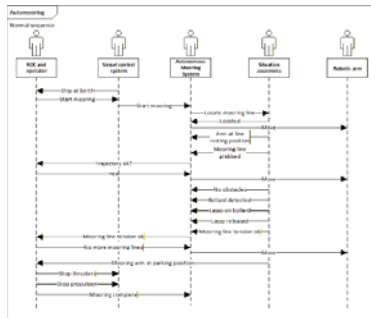 Automooring
Normal sequence
ROC and
operator
Vessel control
system
Autonomous
Mooring
System
Situation
awareness
Robotic arm
Ship at berth
Start mooring
Start mooring
Locate mooring line
Located
Move
Arm at line
resting position
Mooring line
grabbed
Trajectory ok?
Yes
Move
No obstacles
Bollard detected
Loop on bollard
Loop released
Mooring line tension ok
Mooring line tension ok
No more mooring lines
Move
Mooring arm in parking position
Stop thrusters
Stop propulsion
Mooring complete